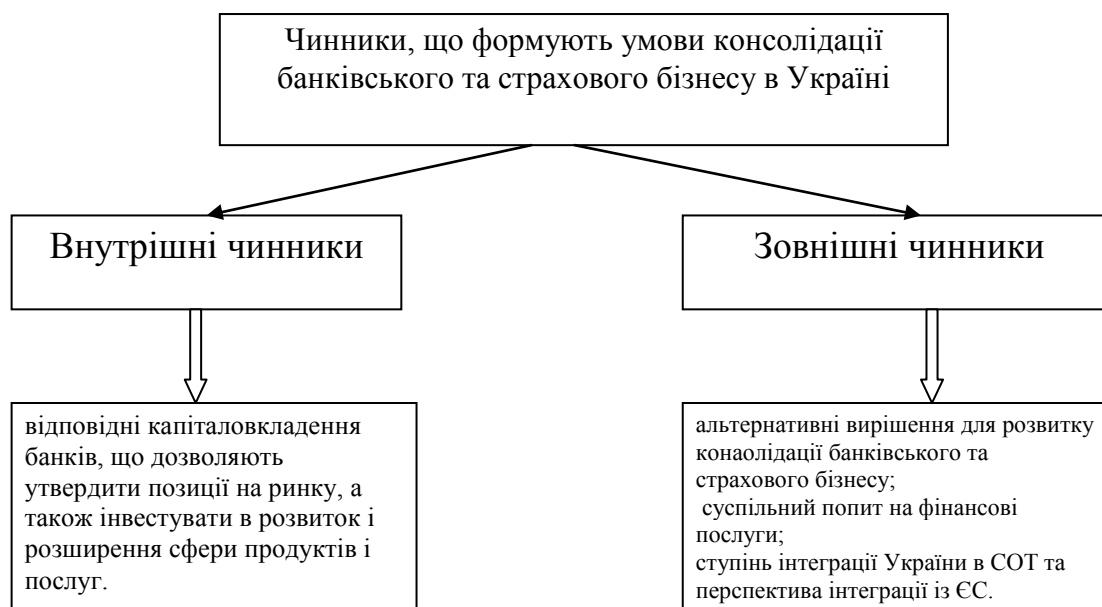 Чинники, що формують умови консолідації
банківського та страхового бізнесу в Україні
Внутрішні чинники
Зовнішні чинники
відповідні капіталовкладення
банків, що дозволяють
утвердити позиції на ринку, а
також інвестувати в розвиток і
розширення сфери продуктів і
послуг.
альтернативні вирішення для розвитку
конаолідації банківського та
страхового бізнесу;
суспільний попит на фінансові
послуги;
ступінь інтеграції України в СОТ та
перспектива інтеграції із ЄС.